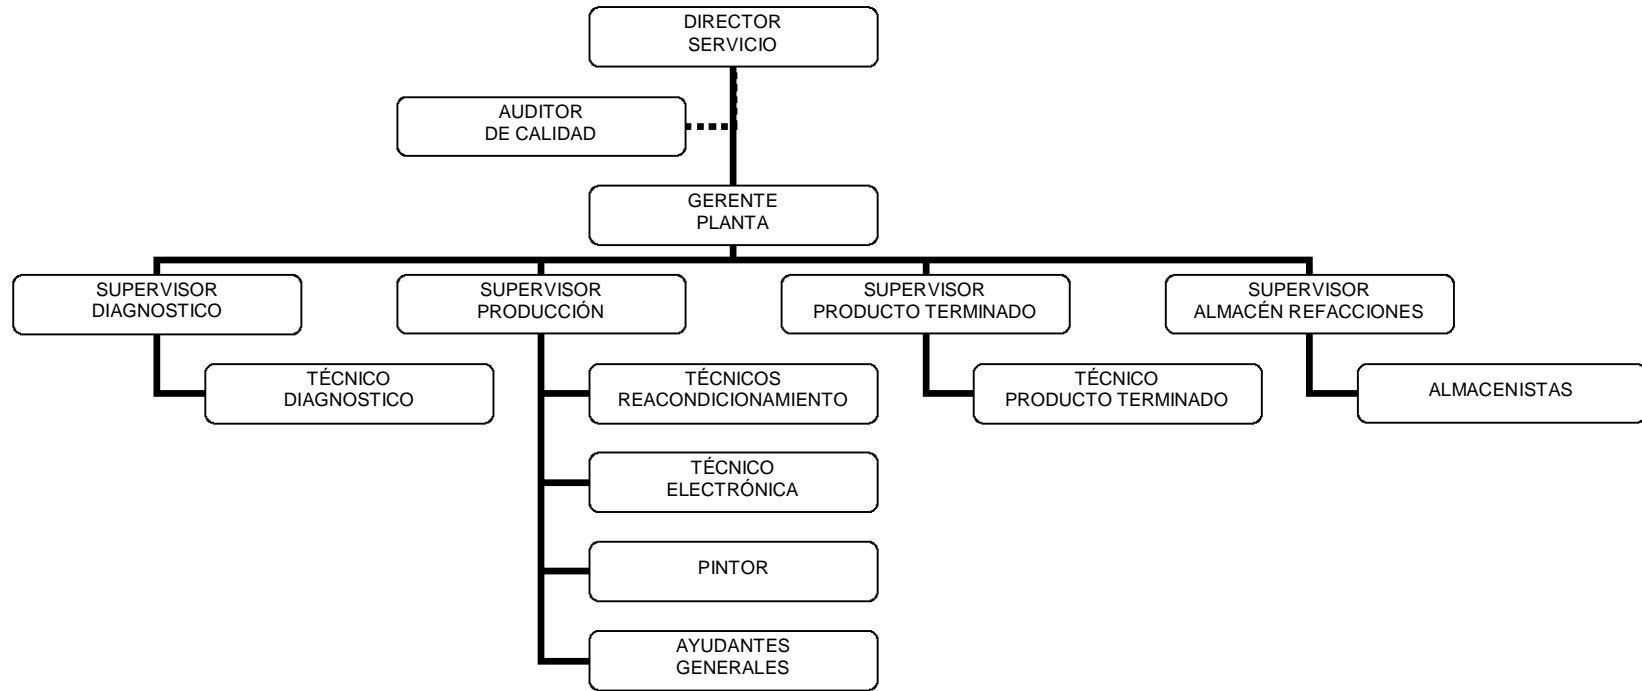 DIRECTOR
SERVICIO
AUDITOR
DE CALIDAD
GERENTE
PLANTA
SUPERVISOR
DIAGNOSTICO
SUPERVISOR
PRODUCCIÓN
SUPERVISOR
PRODUCTO TERMINADO
SUPERVISOR
ALMACÉN REFACCIONES
TÉCNICO
DIAGNOSTICO
TÉCNICOS
REACONDICIONAMIENTO
TÉCNICO
PRODUCTO TERMINADO
ALMACENISTAS
TÉCNICO
ELECTRÓNICA
PINTOR
AYUDANTES
GENERALES